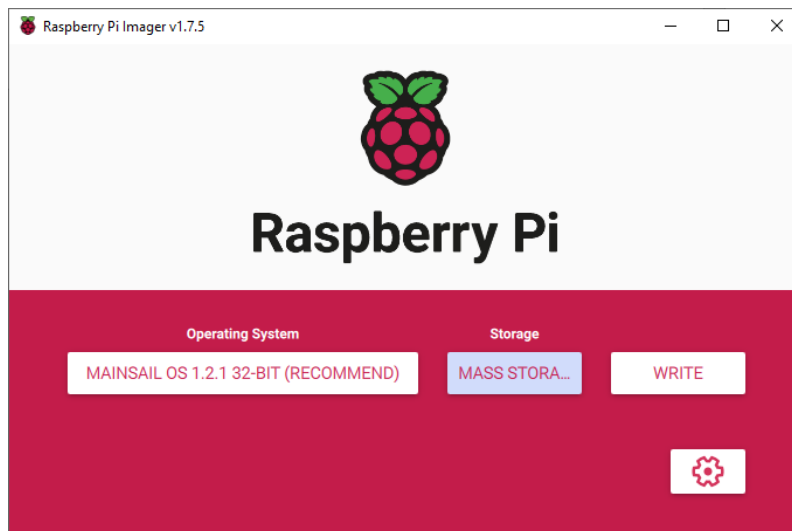 Raspberry Pi Imager v1.7.5
Raspberry Pi
Operating System
Storage
MAINSAIL OS 1.2.1 32-BIT (RECOMMEND)
MASS STORA...
WRITE